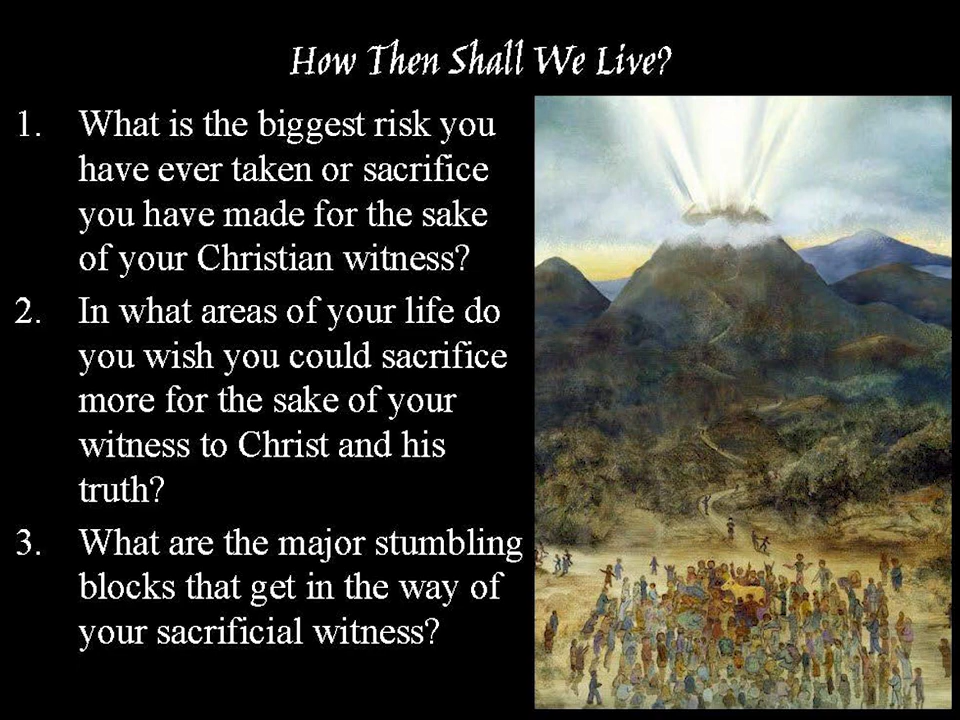 How Then Shall We Live?
1. What is the biggest risk you
have ever taken or sacrifice
you have made for the sake
of your Christian witness?
2. In what areas of your life do
you wish you could sacrifice
more for the sake of your
witness to Christ and his
truth?
3. What are the major stumbling
blocks that get in the way of
your sacrificial witness?